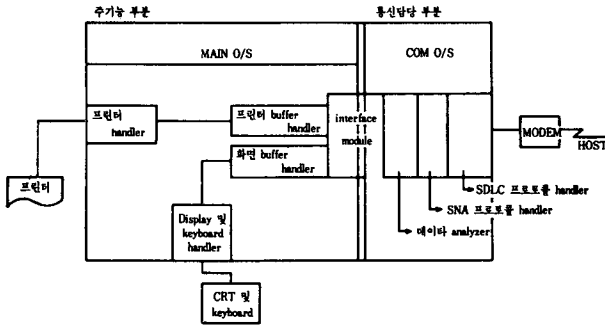 주기능 부분
통신담당 부분
MAIN O/S
COM O/S
프린터
handler
프린터 buffer
handler
interface
module
화면 buffer
handler
MODEM
HOST
프린터
SDLC 프로토콜 handler
SNA 프로토콜 handler
데이타 analyzer
Display 및
keyboard
handler
CRT 및
keyboard